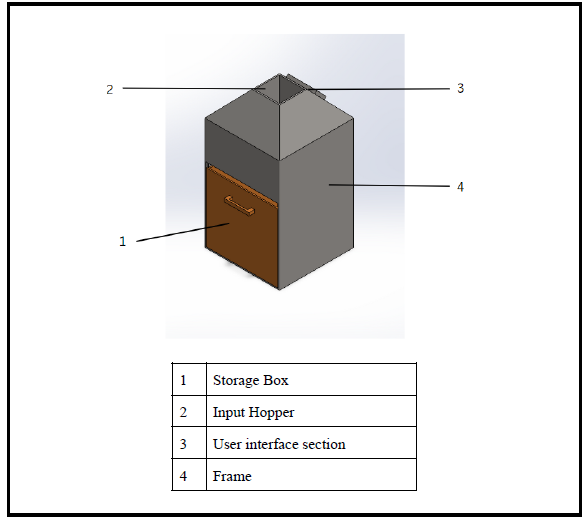 2
3
4
1
1 Storage Box
2 Input Hopper
3 User interface section
4 Frame